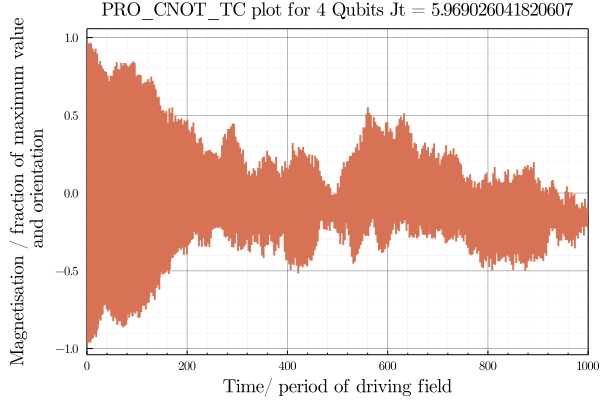 PRO_CNOT_TC plot for 4 Qubits Jt = 5.969026041820607
Magnetisation / fraction of maximum value
and orientation
1.0
0.5
0.0
−0.5
−1.0
0 200 400 600 800 1000
Time/ period of driving field